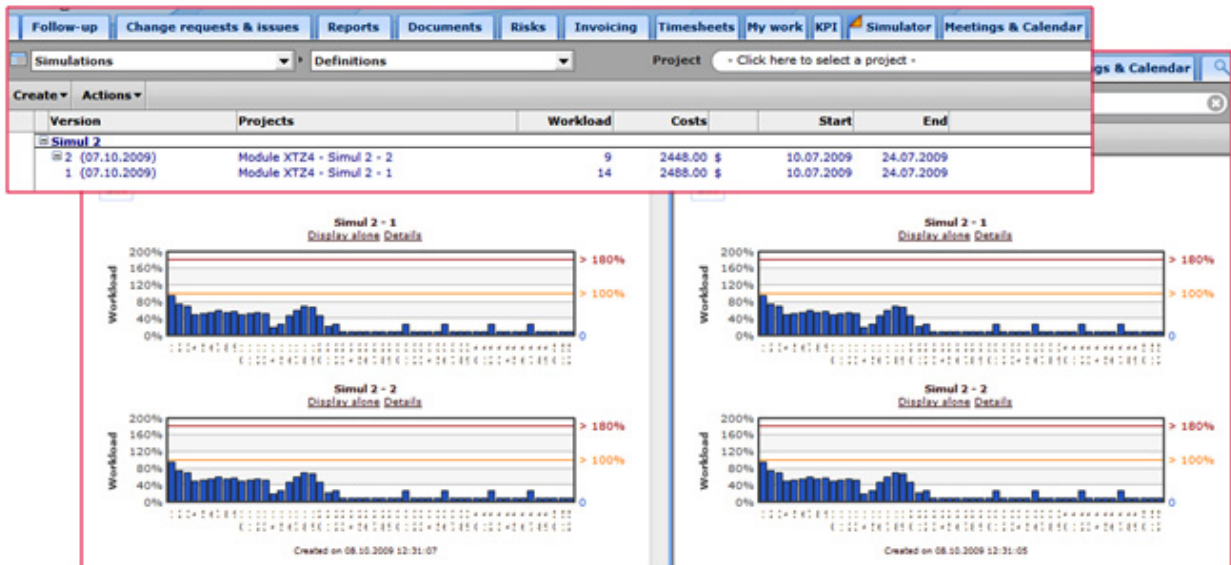 Follow-up Change requests & issues Reports Documents Risks Invoicing Timesheets My work KPI Simulator Meetings & Calendar
Simulations Definitions Project - Click here to select a project -
gs & Calendar
Create Actions
Version Projects Workload Costs Start End
Simul 2
2 (07.10.2009) Module XTZ4 - Simul 2 - 2 9 2448.00 $ 10.07.2009 24.07.2009
1 (07.10.2009) Module XTZ4 - Simul 2 - 1 14 2488.00 $ 10.07.2009 24.07.2009
Simul 2 - 1
Display alone Details
Workload
200%
160%
120%
80%
40%
0%
> 180%
> 100%
0
Simul 2 - 2
Display alone Details
Workload
200%
160%
120%
80%
40%
0%
> 180%
> 100%
0
Created on 08.10.2009 12:31:07
Simul 2 - 1
Display alone Details
Workload
200%
160%
120%
80%
40%
0%
> 180%
> 100%
0
Simul 2 - 2
Display alone Details
Workload
200%
160%
120%
80%
40%
0%
> 180%
> 100%
0
Created on 08.10.2009 12:31:05